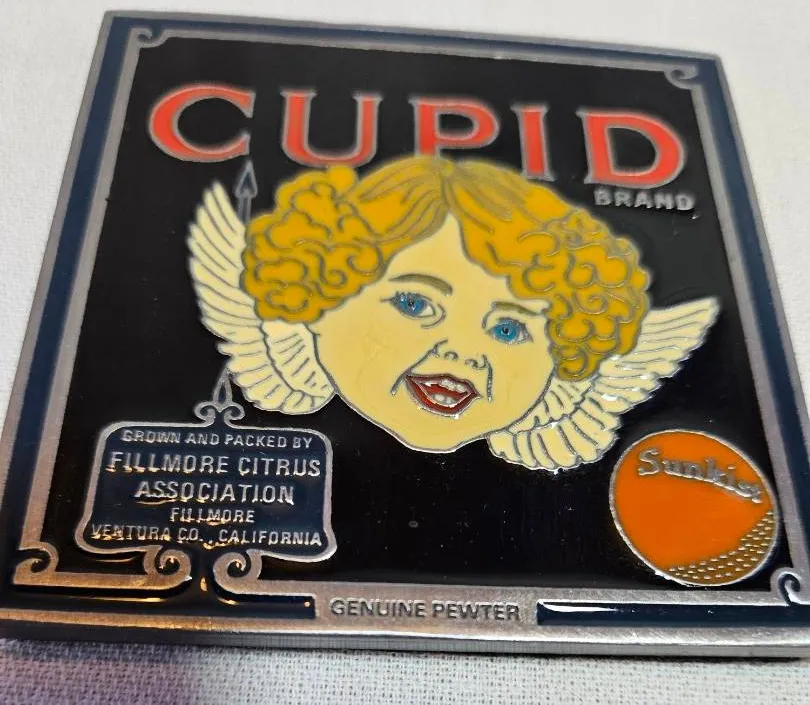 CUPID
BRAND
GROWN AND PACKED BY
FILLMORE CITRUS
ASSOCIATION
FILLMORE
VENTURA CO., CALIFORNIA
Sunkist
GENUINE PEWTER